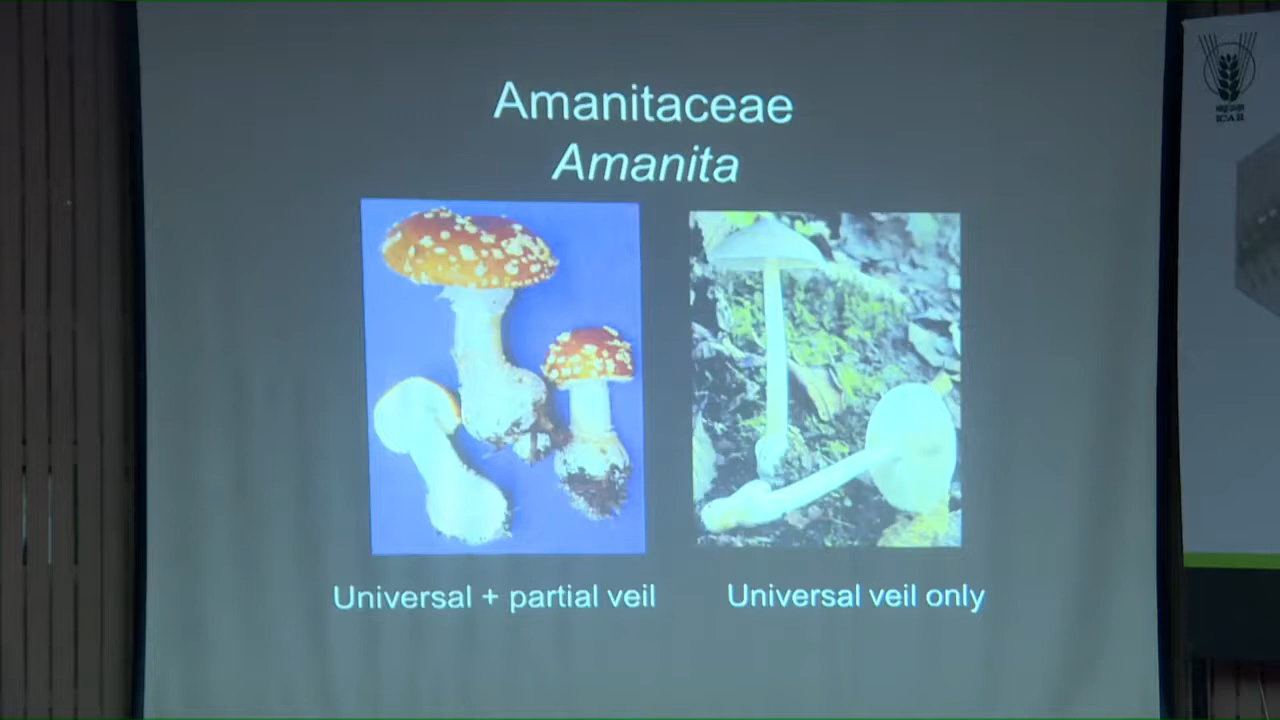 Amanitaceae
Amanita
Universal + partial veil
Universal veil only
ICAR